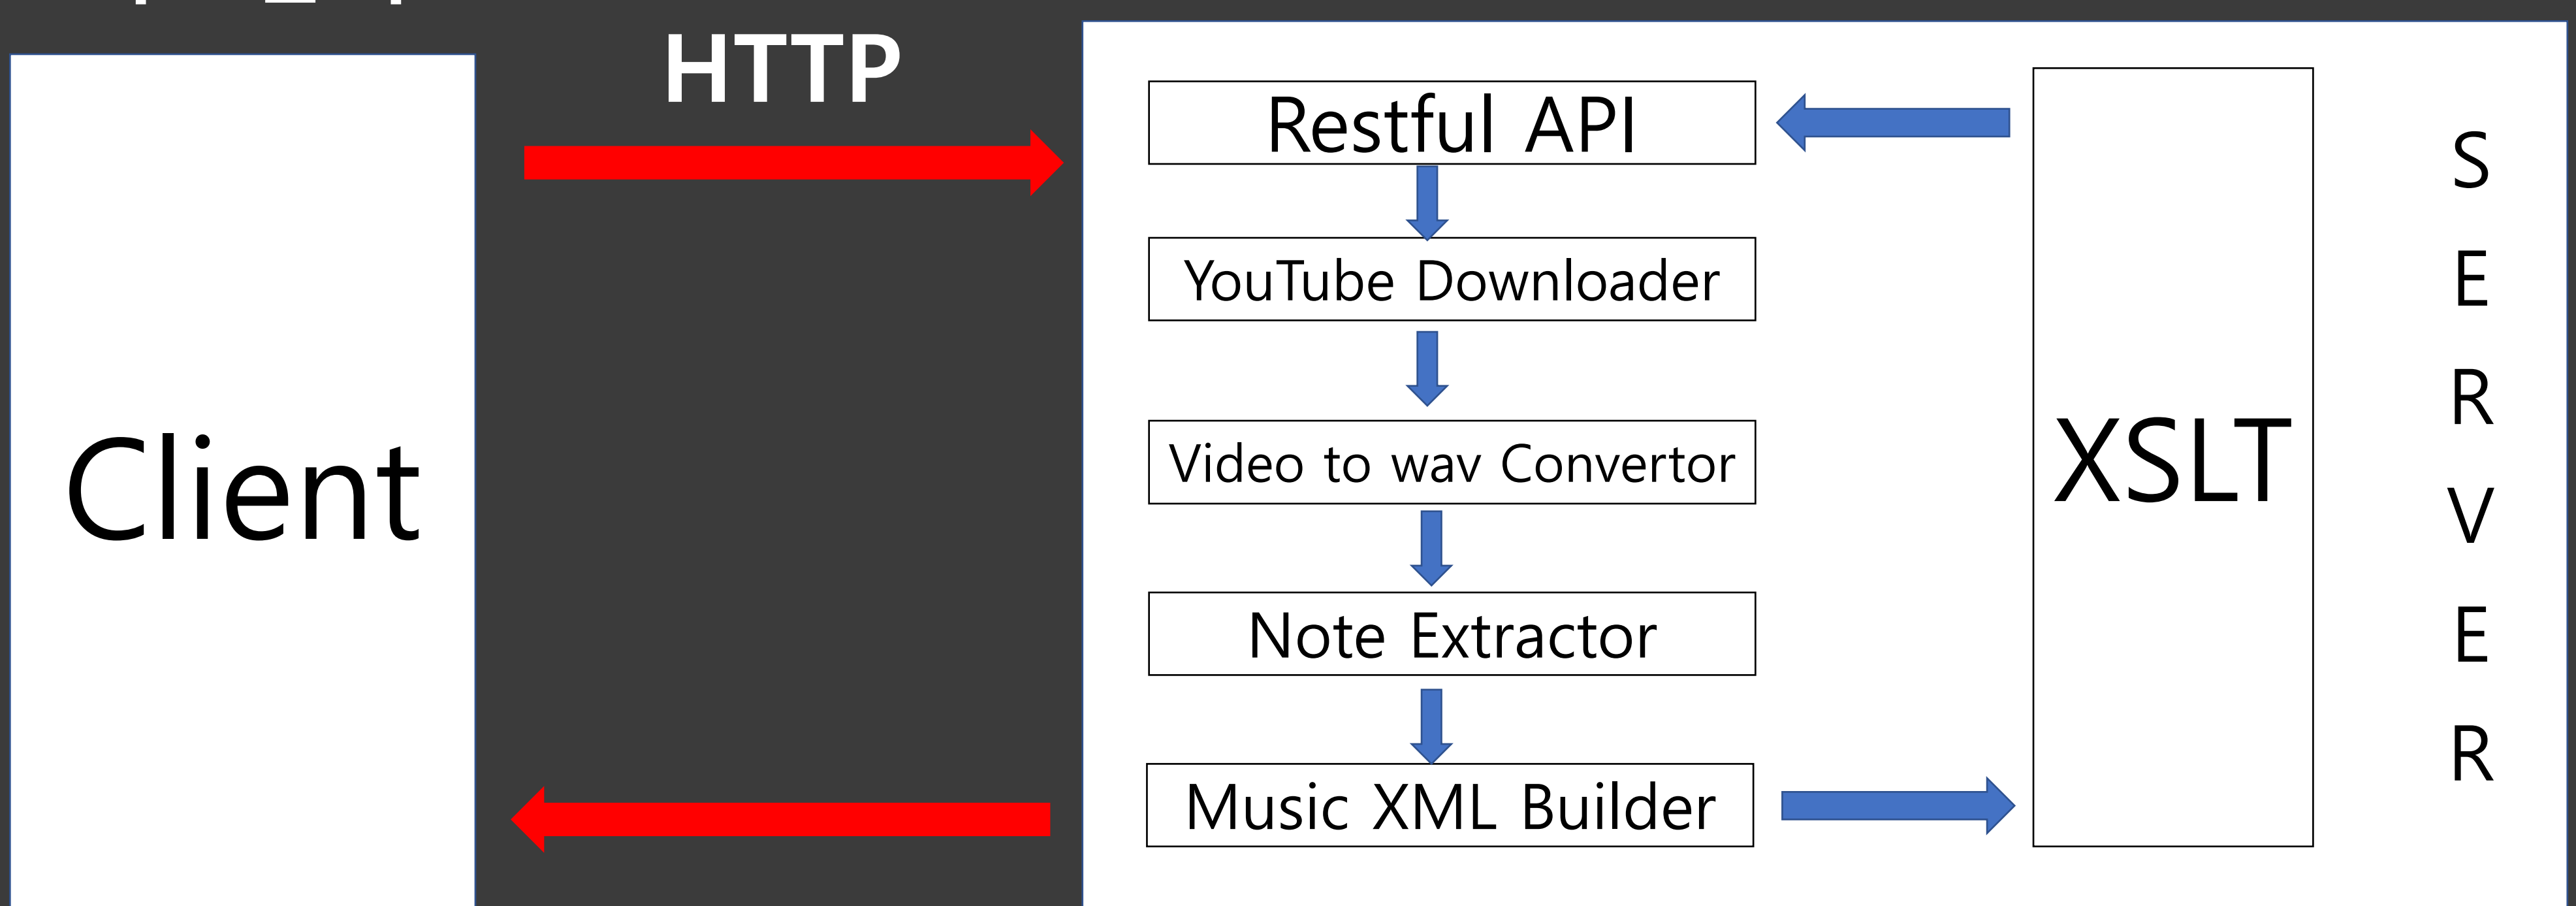 HTTP
Client
Restful API
YouTube Downloader
Video to wav Convertor
Note Extractor
Music XML Builder
XSLT
S
E
R
V
E
R